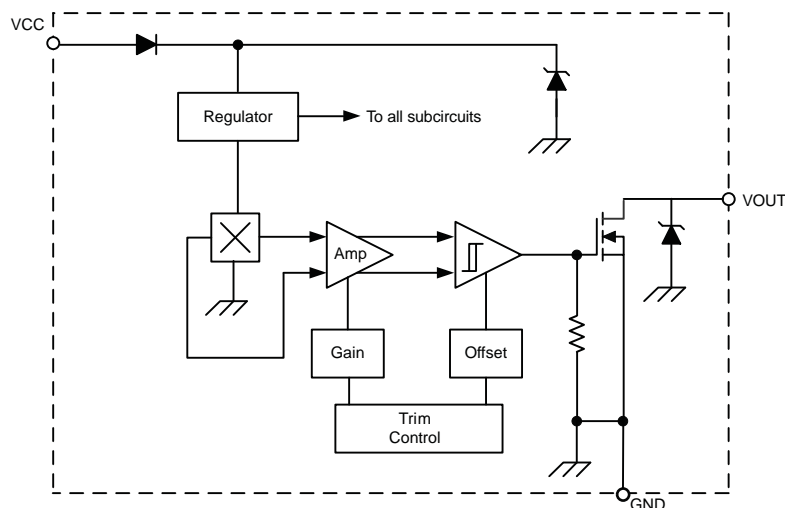 VCC
Regulator
To all subcircuits
VOUT
Amp
Gain
Offset
Trim
Control
GND